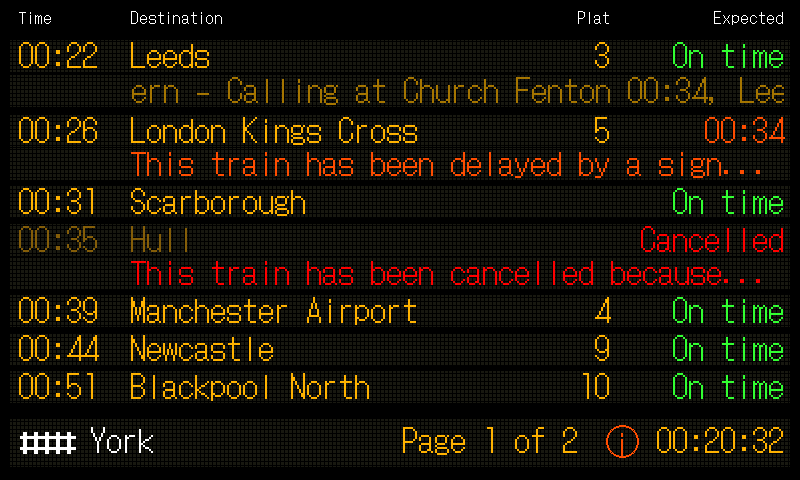 Time Destination Plat Expected
00:22 Leeds 3 On time
ern - Calling at Church Fenton 00:34, Lee
00:26 London Kings Cross 5 00:34
This train has been delayed by a sign...
00:31 Scarborough On time
00:35 Hull Cancelled
This train has been cancelled because...
00:39 Manchester Airport 4 On time
00:44 Newcastle 9 On time
00:51 Blackpool North 10 On time
York Page 1 of 2 i 00:20:32